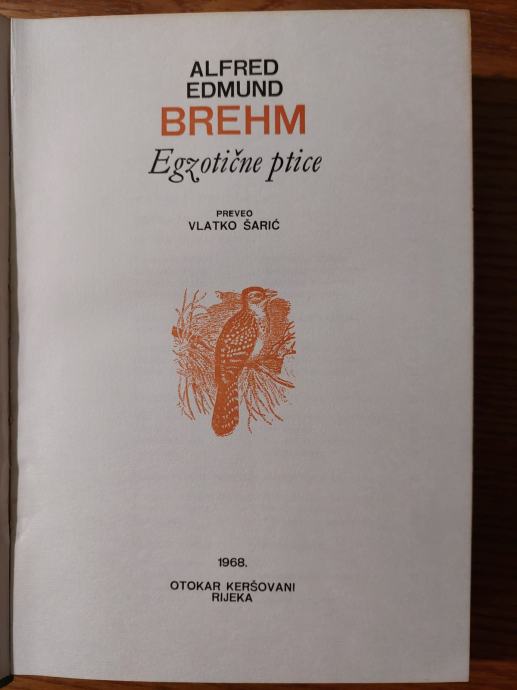 ALFRED
EDMUND
BREHM
Egzotične ptice
PREVEO
VLATKO ŠARIĆ
1968.
OTOKAR KERŠOVANI
RIJEKA